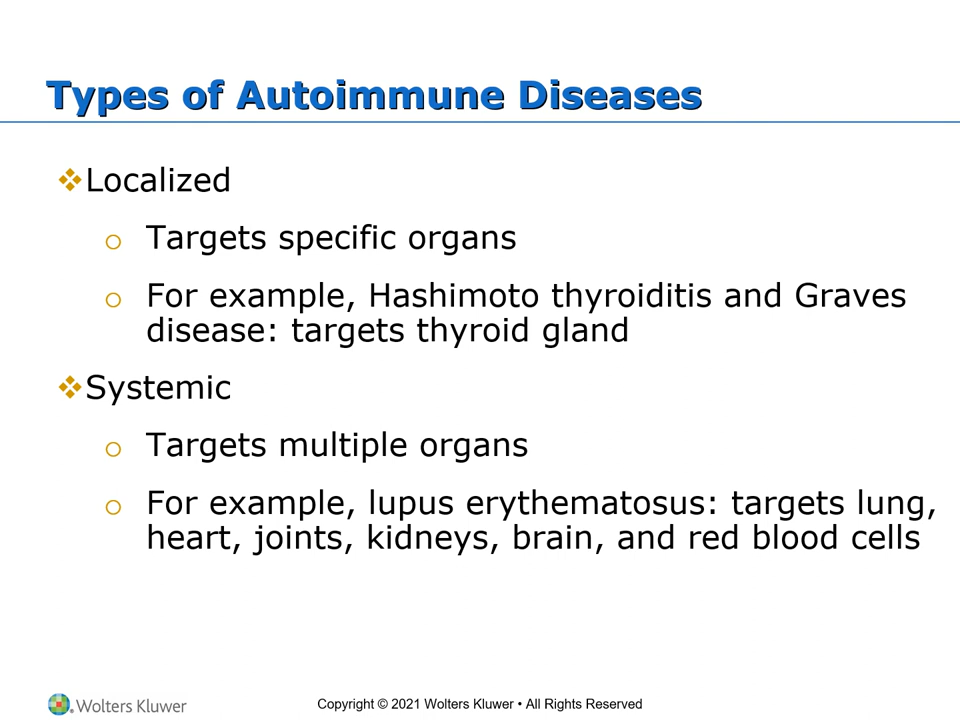 Types of Autoimmune Diseases
❖Localized
o Targets specific organs
o For example, Hashimoto thyroiditis and Graves
disease: targets thyroid gland
❖Systemic
o Targets multiple organs
o For example, lupus erythematosus: targets lung,
heart, joints, kidneys, brain, and red blood cells
Wolters Kluwer
Copyright © 2021 Wolters Kluwer • All Rights Reserved